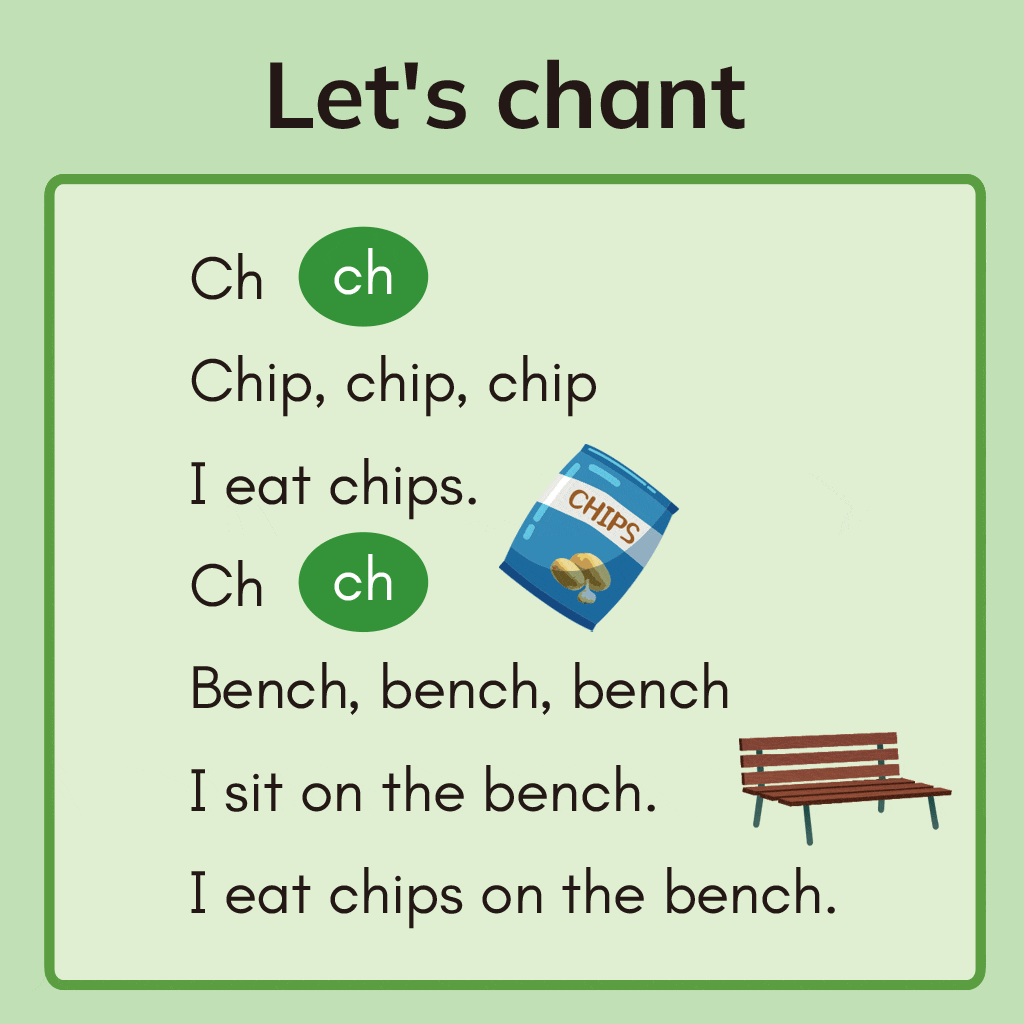 Let's chant
Ch ch
Chip, chip, chip
I eat chips.
CHIPS
Ch ch
Bench, bench, bench
I sit on the bench.
I eat chips on the bench.